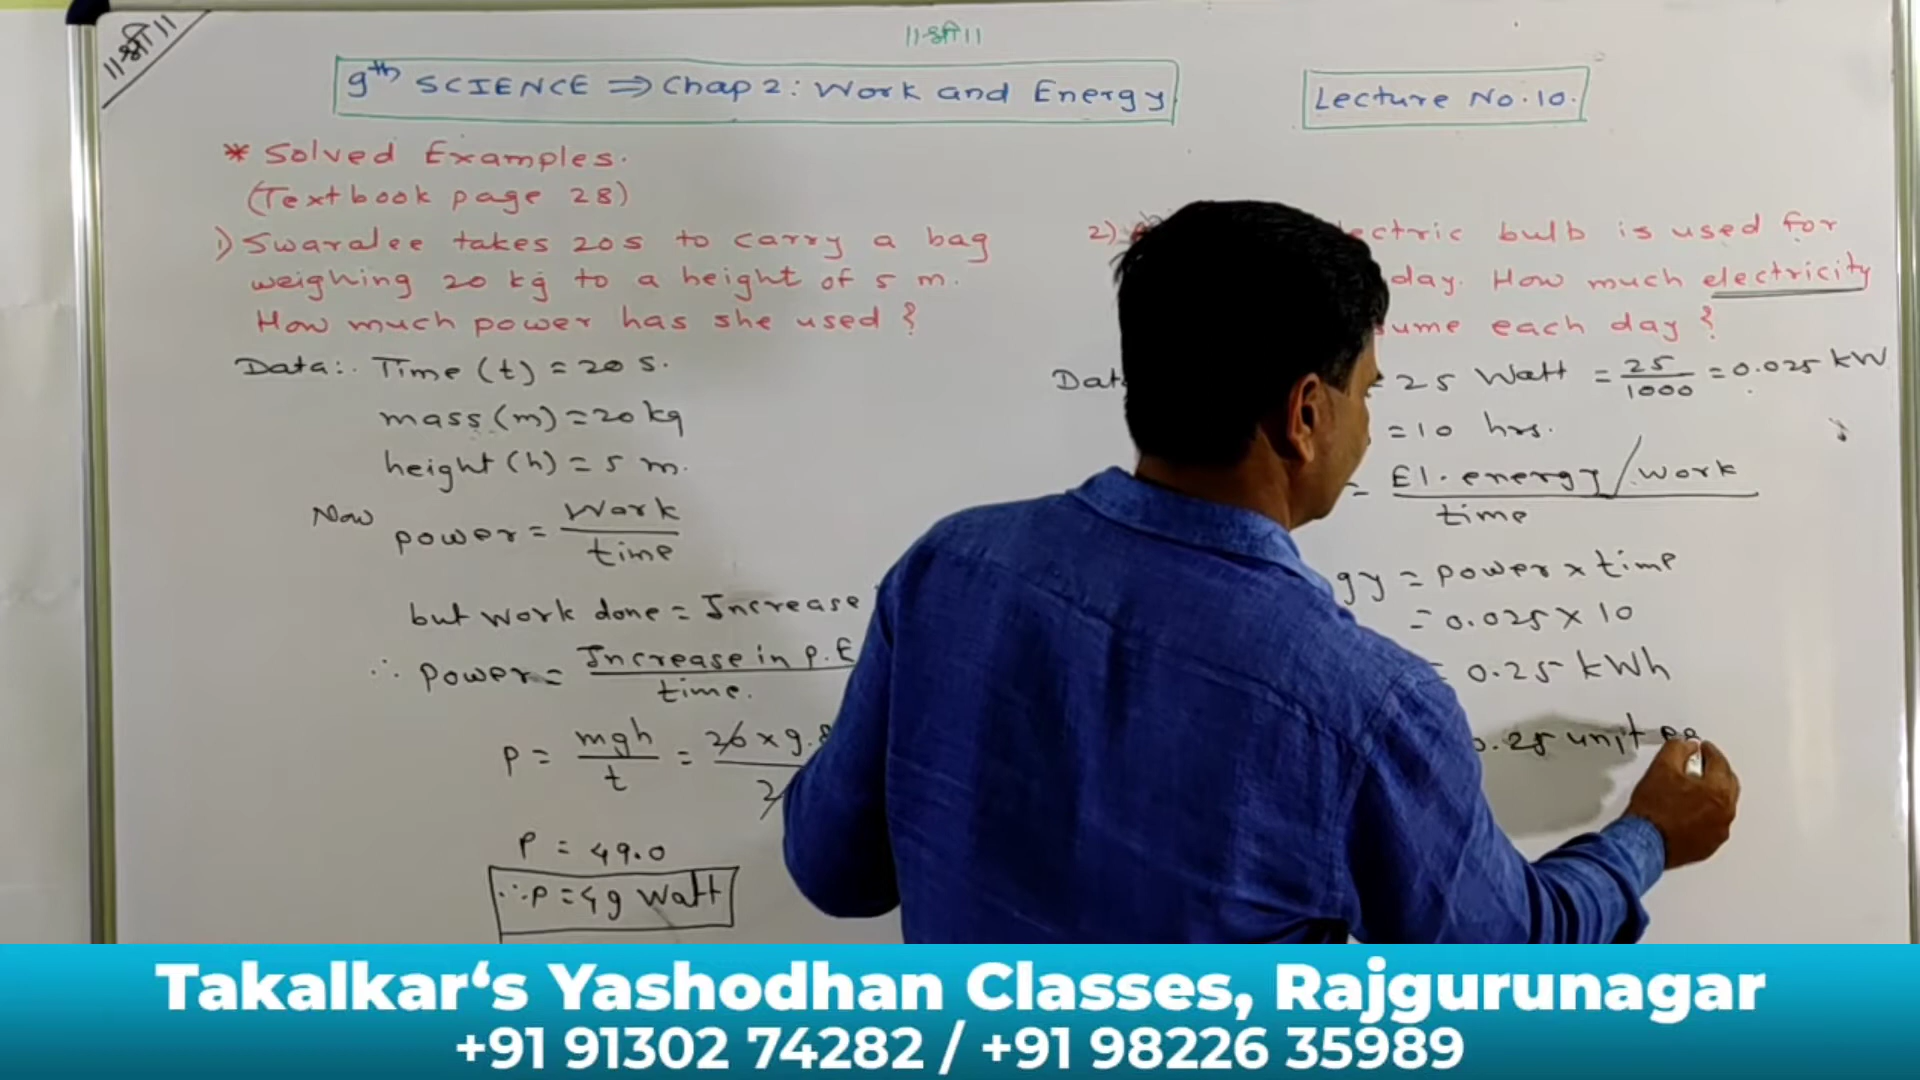 ॥श्री॥
॥श्री॥
9th SCIENCE ⇒ Chap 2: Work and Energy
Lecture No. 10.
* Solved Examples.
(Textbook page 28)
1) Swaralee takes 20 s to carry a bag
weighing 20 kg to a height of 5 m.
How much power has she used ?
Data:. Time (t) = 20 s.
mass (m) = 20 kg
height (h) = 5 m.
Now power = Work / time
but work done = Increase
∴ power = Increase in P.E / time.
P = mgh / t = 20 × 9.8
P = 49.0
∴ P = 49 Watt
2) ectric bulb is used for
day. How much electricity
ume each day ?
Dat = 25 Watt = 25/1000 = 0.025 kW
= 10 hrs.
= El. energy / work / time
gy = power × time
= 0.025 × 10
= 0.25 kWh
0.25 unit pe
Takalkar‘s Yashodhan Classes, Rajgurunagar
+91 91302 74282 / +91 98226 35989